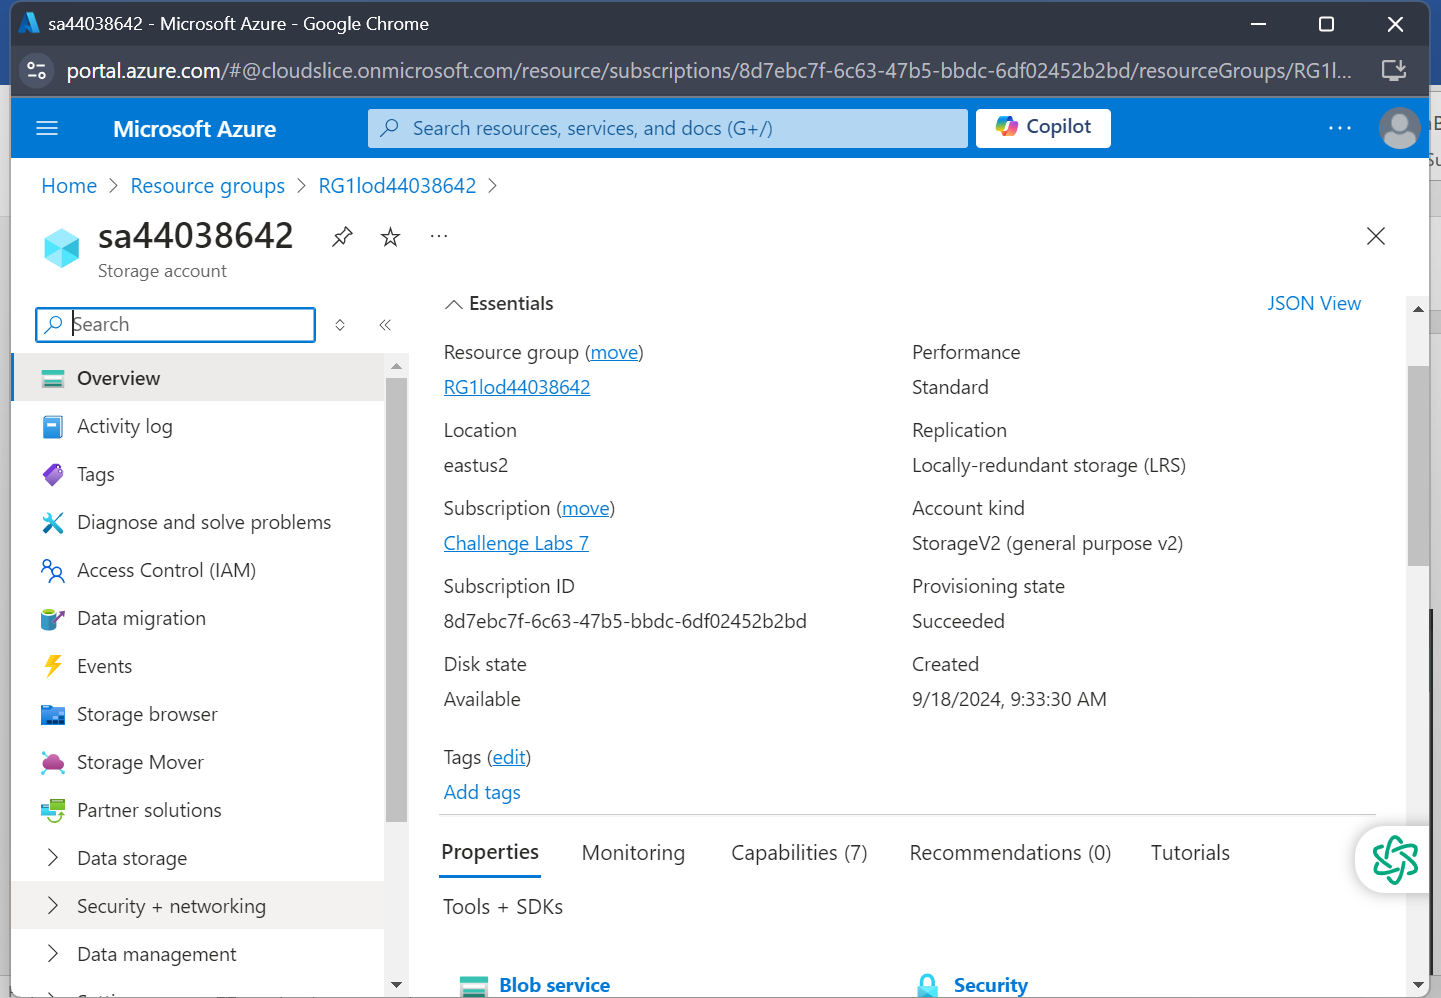 sa44038642 - Microsoft Azure - Google Chrome
portal.azure.com/#@cloudslice.onmicrosoft.com/resource/subscriptions/8d7ebc7f-6c63-47b5-bbdc-6df02452b2bd/resourceGroups/RG1l...
Microsoft Azure
Search resources, services, and docs (G+/)
Copilot
Home > Resource groups > RG1lod44038642 >
sa44038642
Storage account
Search
Overview
Activity log
Tags
Diagnose and solve problems
Access Control (IAM)
Data migration
Events
Storage browser
Storage Mover
Partner solutions
Data storage
Security + networking
Data management
Essentials
JSON View
Resource group (move)
RG1lod44038642
Location
eastus2
Subscription (move)
Challenge Labs 7
Subscription ID
8d7ebc7f-6c63-47b5-bbdc-6df02452b2bd
Disk state
Available
Performance
Standard
Replication
Locally-redundant storage (LRS)
Account kind
StorageV2 (general purpose v2)
Provisioning state
Succeeded
Created
9/18/2024, 9:33:30 AM
Tags (edit)
Add tags
Properties Monitoring Capabilities (7) Recommendations (0) Tutorials
Tools + SDKs
Blob service
Security